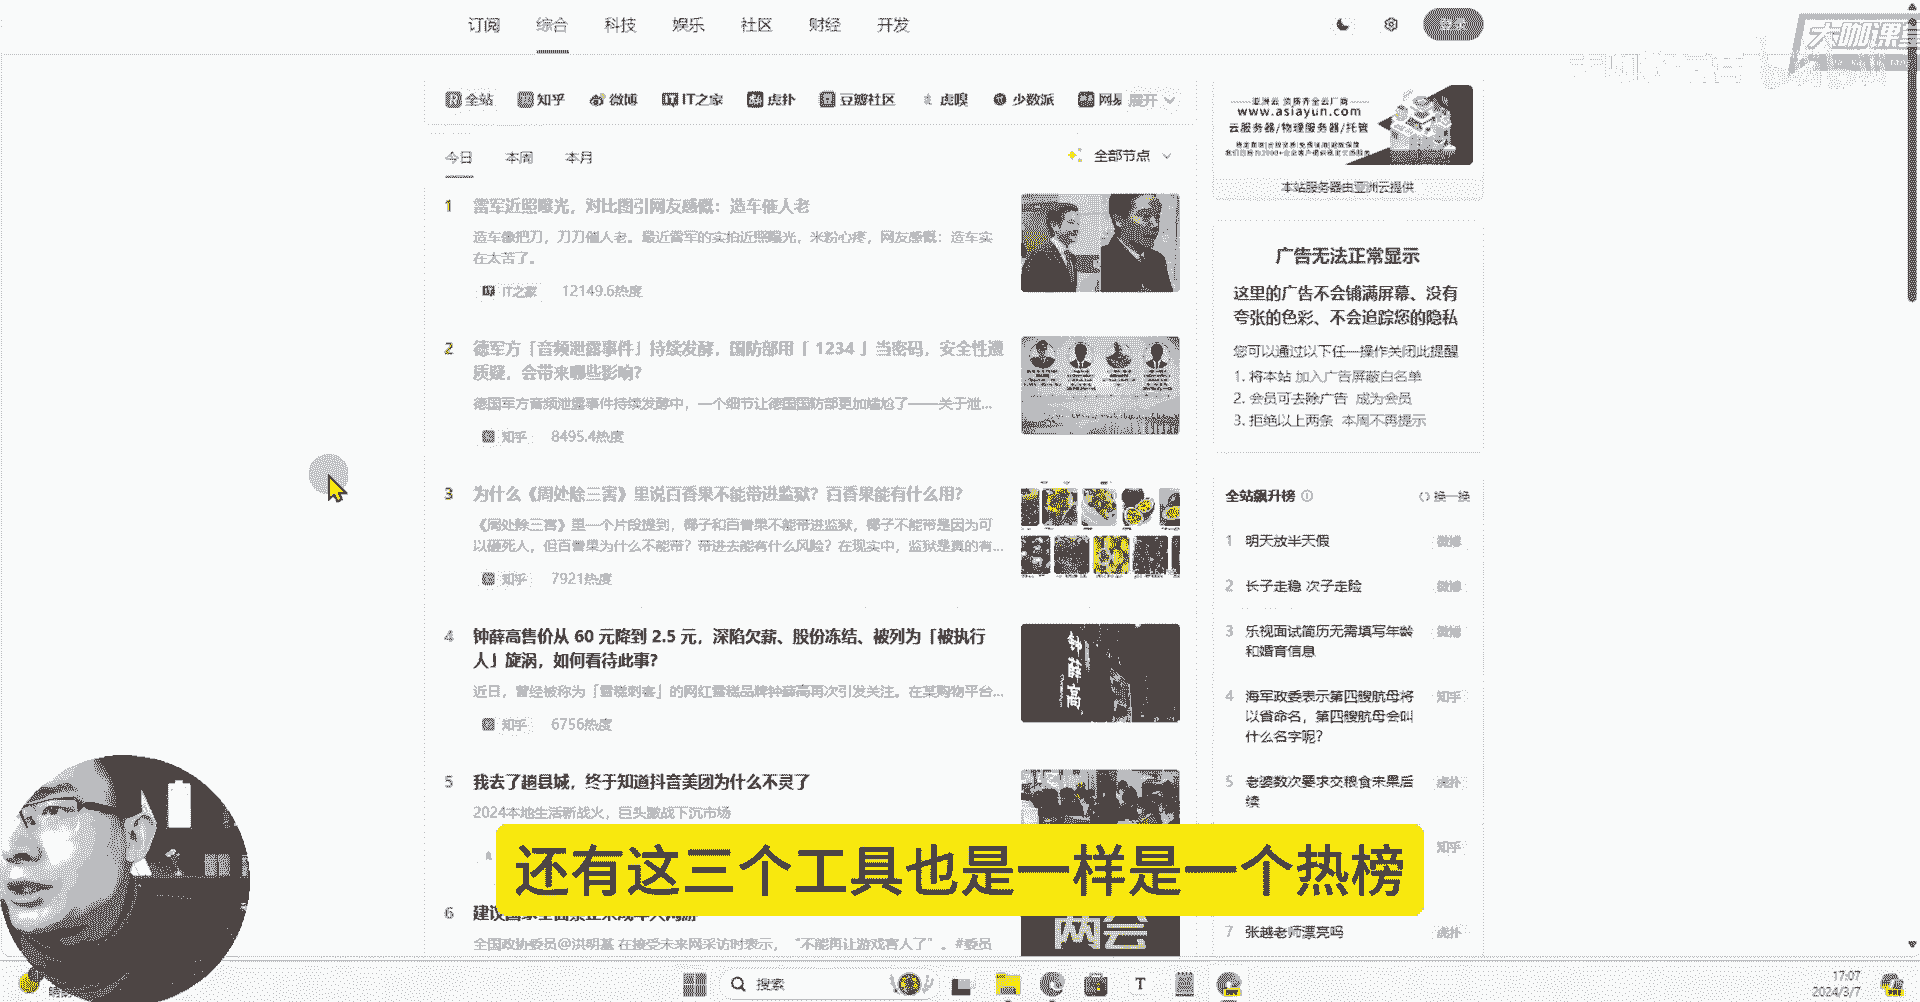 订阅 综合 科技 娱乐 社区 财经 开发
登录
大咖课堂
全站 知乎 微博 IT之家 虎扑 豆瓣社区 虎嗅 少数派 网易 展开
今日 本周 本月
全部节点
1 雷军近照曝光，对比图引网友感慨：造车催人老
造车像把刀，刀刀催人老。最近雷军的实拍近照曝光，米粉心疼，网友感慨：造车实
在太苦了。
IT之家 12149.6热度
2 德军方「音频泄露事件」持续发酵，国防部用「 1234 」当密码，安全性遭
质疑，会带来哪些影响？
德国军方音频泄露事件持续发酵中，一个细节让德国国防部更加尴尬了——关于泄...
知乎 8495.4热度
3 为什么《周处除三害》里说百香果不能带进监狱？百香果能有什么用？
《周处除三害》里一个片段提到，椰子和百香果不能带进监狱，椰子不能带是因为可
以砸死人，但百香果为什么不能带？带进去能有什么风险？在现实中，监狱是真的有...
知乎 7921热度
4 钟薛高售价从 60 元降到 2.5 元，深陷欠薪、股份冻结、被列为「被执行
人」旋涡，如何看待此事？
近日，曾经被称为「雪糕刺客」的网红雪糕品牌钟薛高再次引发关注。在某购物平台...
知乎 6756热度
钟薛高
5 我去了趟县城，终于知道抖音美团为什么不灵了
2024本地生活新战火，巨头鏖战下沉市场
还有这三个工具也是一样是一个热榜
6
全国政协委员@洪明基 在接受未来网采访时表示，“不能再让游戏害人了”。#委员
两会
亚洲云 资质齐全云厂商
www.asiayun.com
云服务器/物理服务器/托管
本站服务器由亚洲云提供
广告无法正常显示
这里的广告不会铺满屏幕、没有
夸张的色彩、不会追踪您的隐私
您可以通过以下任一操作关闭此提醒
1. 将本站 加入广告屏蔽白名单
2. 会员可去除广告 成为会员
3. 拒绝以上两条 本周不再提示
全站飙升榜 换一换
1 明天放半天假 微博
2 长子走稳 次子走险 微博
3 乐视面试简历无需填写年龄 微博
和婚育信息
4 海军政委表示第四艘航母将 知乎
以省命名，第四艘航母会叫
什么名字呢？
5 老婆数次要求交粮食未果后 虎扑
续
知乎
7 张越老师漂亮吗 虎扑
搜索
17:07
2024/3/7